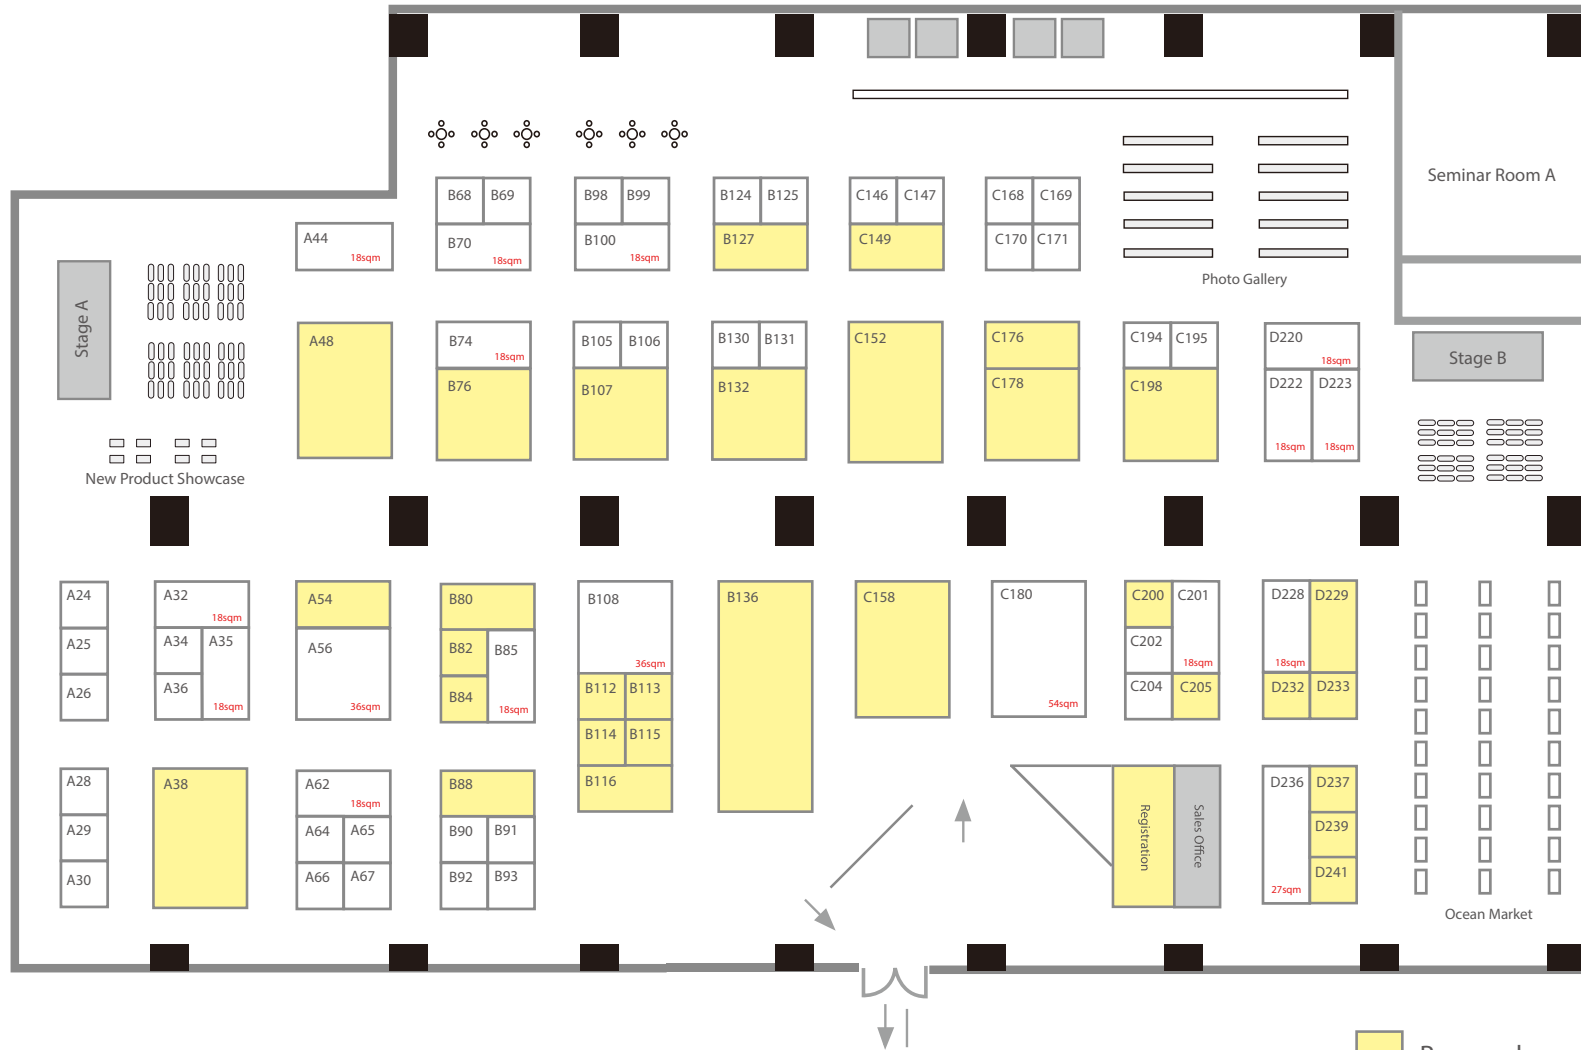 Seminar Room A
B68 B69
B98 B99
B124 B125
C146 C147
C168 C169
A44
18sqm
B70
18sqm
B100
18sqm
B127
C149
C170 C171
Photo Gallery
Stage A
A48
B74
18sqm
B105 B106
B130 B131
C152
C176
C194 C195
D220
18sqm
Stage B
B76
B107
B132
C178
C198
D222 D223
18sqm 18sqm
New Product Showcase
A24
A32
18sqm
A54
B80
B108
36sqm
B136
C158
C180
54sqm
C200 C201
18sqm
D228 D229
18sqm
A25
A34 A35
18sqm
A56
36sqm
B82
B85
18sqm
C202
A26
A36
B84
B112 B113
C204 C205
D232 D233
B114 B115
A28
A38
A62
18sqm
B88
B116
Registration
Sales Office
D236 D237
27sqm
A29
A64 A65
B90 B91
D239
A30
A66 A67
B92 B93
D241
Ocean Market